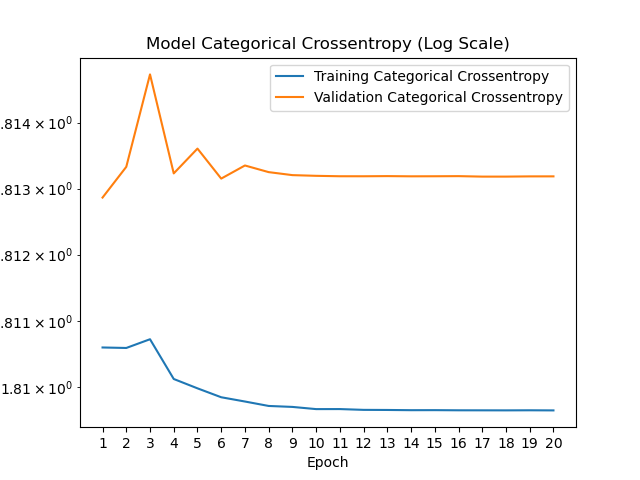 Model Categorical Crossentropy (Log Scale)
Training Categorical Crossentropy
Validation Categorical Crossentropy
.814 × 10⁰
.813 × 10⁰
.812 × 10⁰
.811 × 10⁰
1.81 × 10⁰
1 2 3 4 5 6 7 8 9 10 11 12 13 14 15 16 17 18 19 20
Epoch